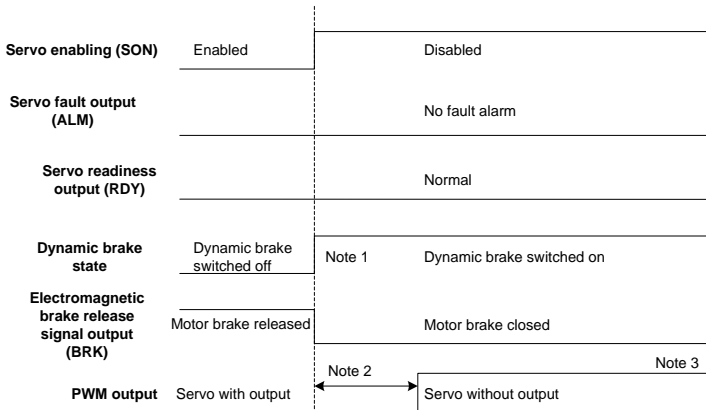 Servo enabling (SON) Enabled Disabled
Servo fault output
(ALM) No fault alarm
Servo readiness
output (RDY) Normal
Dynamic brake
state Dynamic brake
switched off Note 1 Dynamic brake switched on
Electromagnetic
brake release
signal output
(BRK) Motor brake released Motor brake closed
Note 2 Note 3
PWM output Servo with output Servo without output